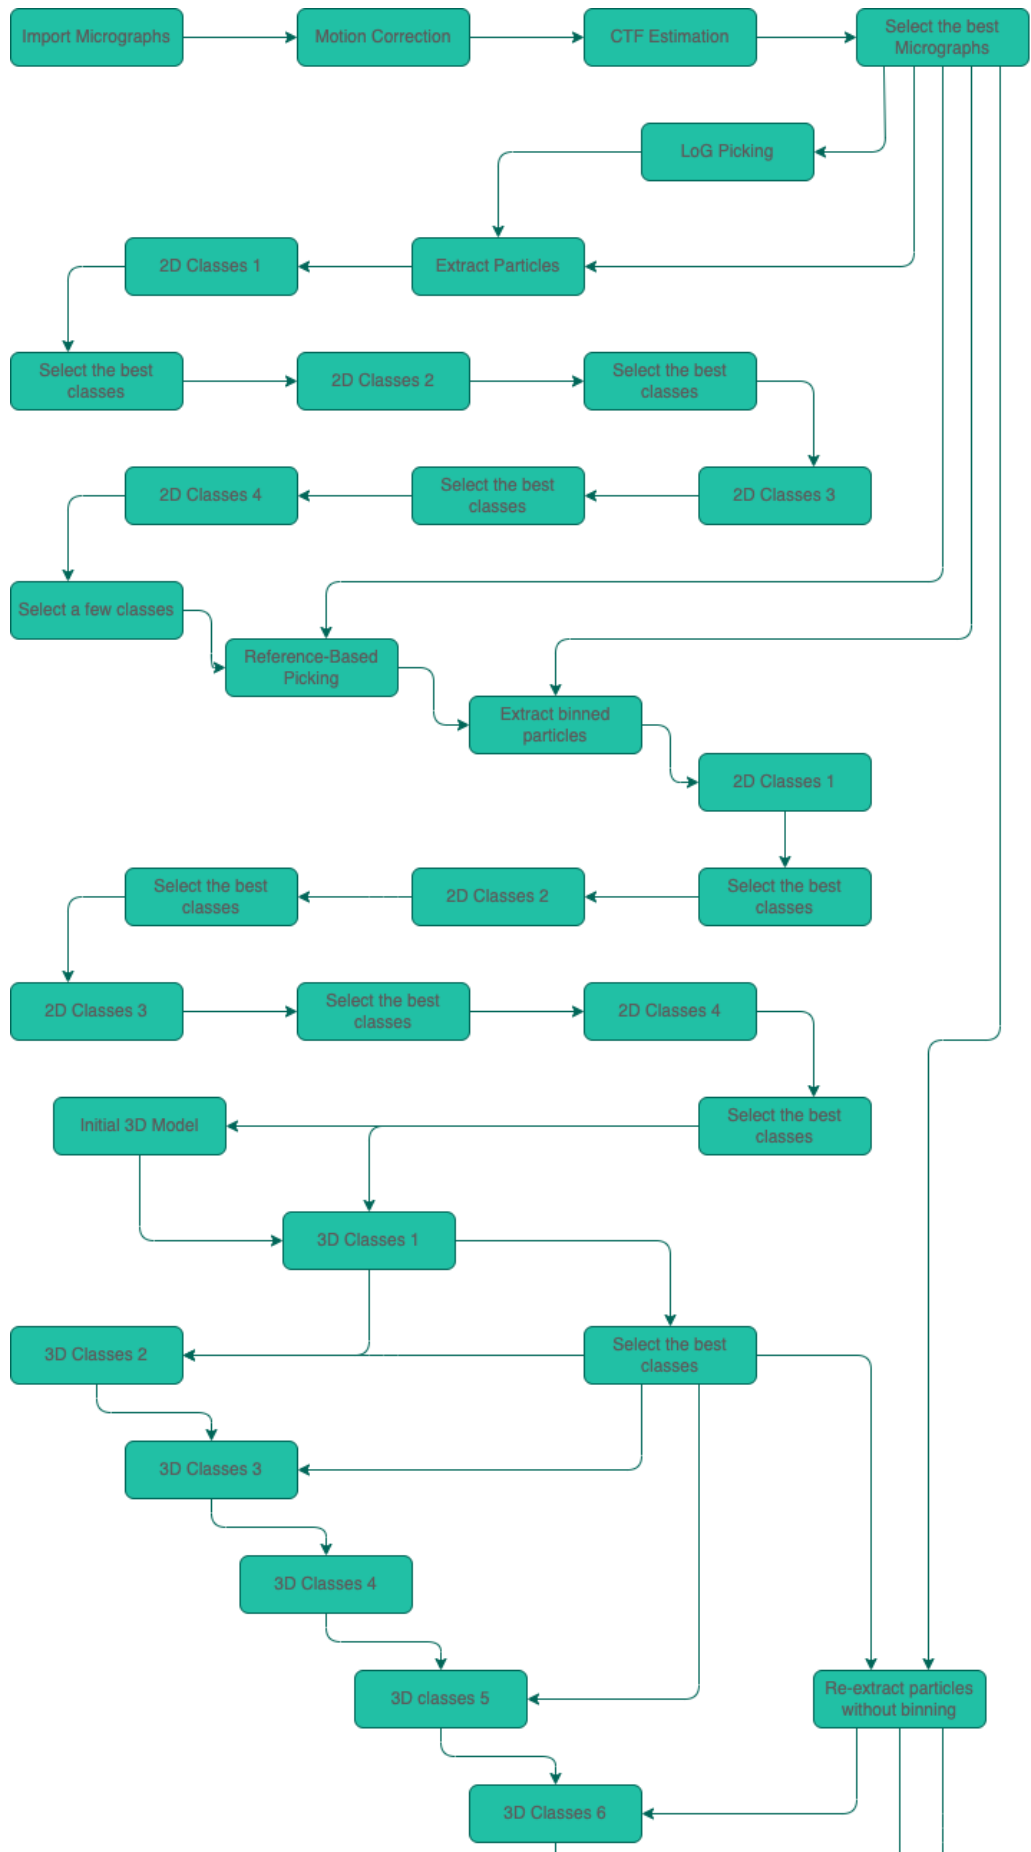 Import Micrographs
Motion Correction
CTF Estimation
Select the best
Micrographs
LoG Picking
2D Classes 1
Extract Particles
Select the best
classes
2D Classes 2
Select the best
classes
2D Classes 4
Select the best
classes
2D Classes 3
Select a few classes
Reference-Based
Picking
Extract binned
particles
2D Classes 1
Select the best
classes
2D Classes 2
Select the best
classes
2D Classes 3
Select the best
classes
2D Classes 4
Initial 3D Model
Select the best
classes
3D Classes 1
3D Classes 2
Select the best
classes
3D Classes 3
3D Classes 4
3D classes 5
Re-extract particles
without binning
3D Classes 6